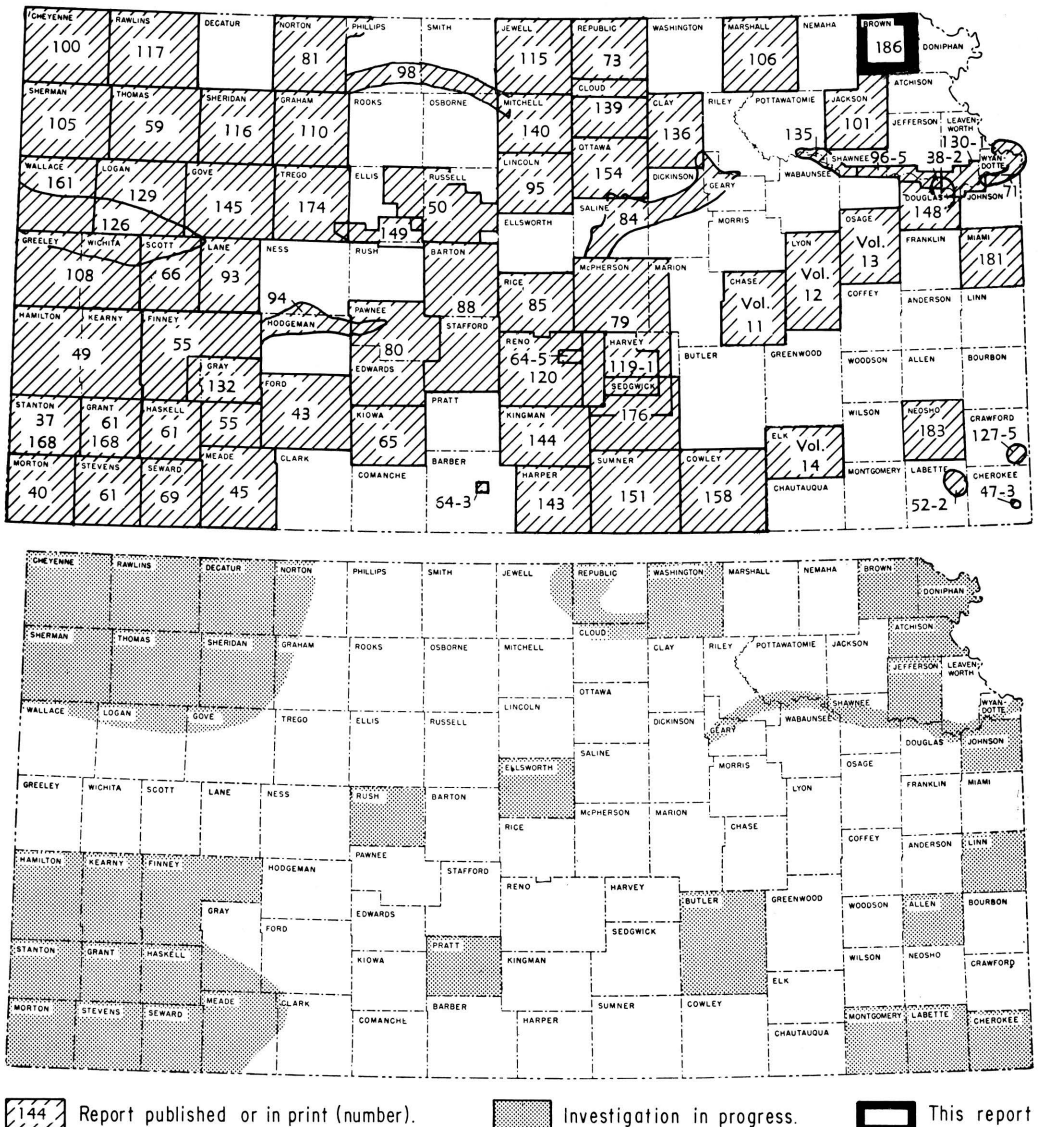 CHEYENNE RAWLINS DECATUR NORTON PHILLIPS SMITH JEWELL REPUBLIC WASHINGTON MARSHALL NEMAHA BROWN
100 117 81 115 73 106 186 DONIPHAN
98
ATCHISON
SHERMAN THOMAS SHERIDAN GRAHAM ROOKS OSBORNE MITCHELL CLOUD CLAY RILEY POTTAWATOMIE JACKSON
105 59 116 110 140 139 136 135 101
JEFFERSON LEAVEN WORTH
130-1
WALLACE LOGAN GOVE TREGO ELLIS RUSSELL LINCOLN OTTAWA DICKINSON GEARY WABAUNSEE SHAWNEE 96-5 38-2 WYAN-DOTTE
161 129 145 174 50 95 154 DOUGLAS JOHNSON 71
126 149 ELLSWORTH SALINE 84 MORRIS OSAGE 148
GREELEY WICHITA SCOTT LANE NESS RUSH BARTON McPHERSON MARION LYON Vol. 13 FRANKLIN MIAMI
108 66 93 88 RICE 85 79 CHASE Vol. 11 Vol. 12 181
94 PAWNEE COFFEY ANDERSON LINN
HAMILTON KEARNY FINNEY HODGEMAN STAFFORD
49 55 80 RENO 64-5 120 HARVEY 119-1 BUTLER GREENWOOD WOODSON ALLEN BOURBON
GRAY 132 EDWARDS SEDGWICK
FORD PRATT
STANTON GRANT HASKELL 55 43 KIOWA KINGMAN 176 WILSON NEOSHO CRAWFORD
37 168 61 168 61 65 144 ELK Vol. 14 183 127-5
MEADE CLARK COMANCHE BARBER HARPER SUMNER COWLEY CHAUTAUQUA MONTGOMERY LABETTE CHEROKEE
MORTON STEVENS SEWARD
40 61 69 45 64-3 143 151 158 52-2 47-3
CHEYENNE RAWLINS DECATUR NORTON PHILLIPS SMITH JEWELL REPUBLIC WASHINGTON MARSHALL NEMAHA BROWN
DONIPHAN
ATCHISON
SHERMAN THOMAS SHERIDAN GRAHAM ROOKS OSBORNE MITCHELL CLOUD CLAY RILEY POTTAWATOMIE JACKSON
JEFFERSON LEAVEN WORTH
OTTAWA
WALLACE LOGAN GOVE TREGO ELLIS RUSSELL LINCOLN DICKINSON GEARY WABAUNSEE SHAWNEE WYAN-DOTTE
DOUGLAS JOHNSON
ELLSWORTH SALINE MORRIS OSAGE
GREELEY WICHITA SCOTT LANE NESS RUSH BARTON LYON FRANKLIN MIAMI
RICE McPHERSON MARION CHASE
PAWNEE COFFEY ANDERSON LINN
HAMILTON KEARNY FINNEY HODGEMAN STAFFORD
RENO HARVEY BUTLER GREENWOOD WOODSON ALLEN BOURBON
GRAY EDWARDS SEDGWICK
FORD
STANTON GRANT HASKELL KIOWA PRATT KINGMAN WILSON NEOSHO CRAWFORD
ELK
MORTON STEVENS SEWARD MEADE CLARK COMANCHE BARBER HARPER SUMNER COWLEY CHAUTAUQUA MONTGOMERY LABETTE CHEROKEE
144 Report published or in print (number). Investigation in progress. This report